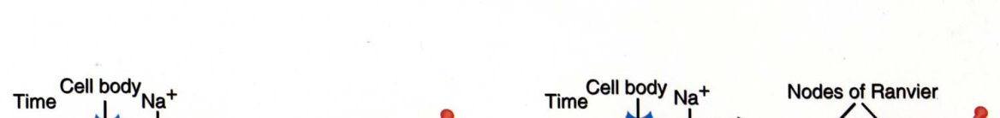 Time Cell body Na+
Time Cell body Na+ Nodes of Ranvier